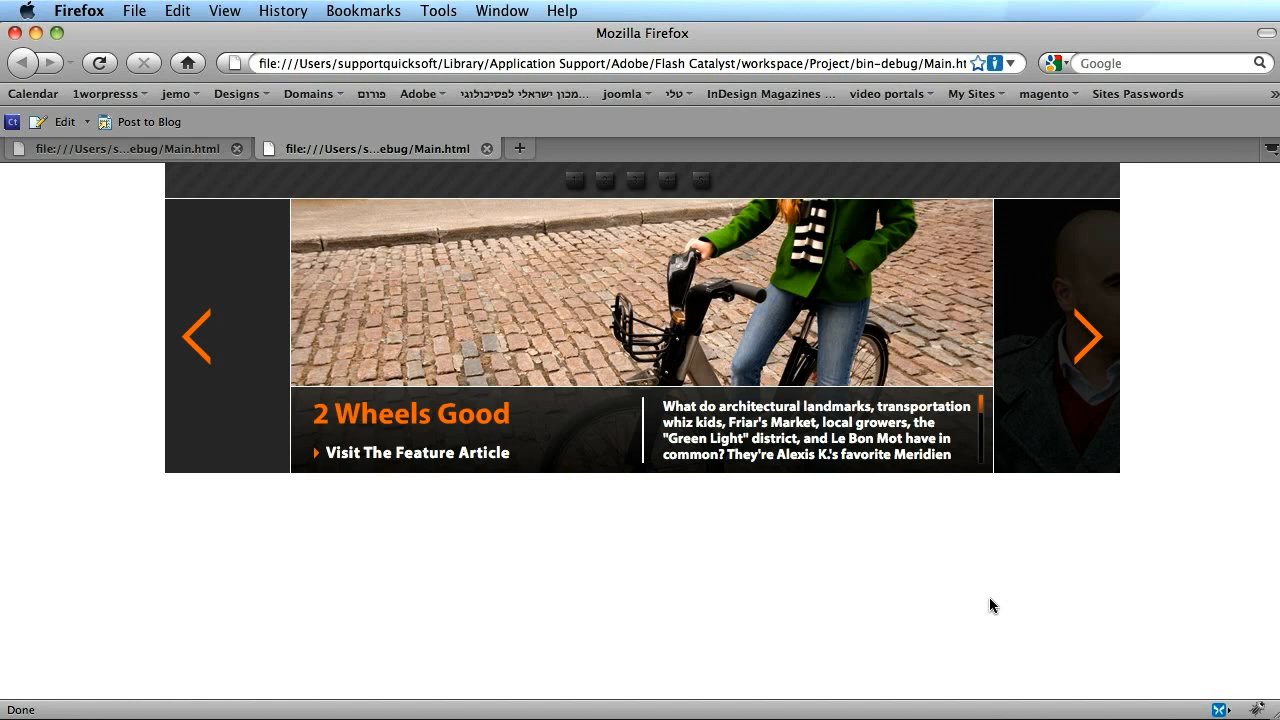 Firefox File Edit View History Bookmarks Tools Window Help
Mozilla Firefox
file:///Users/supportquicksoft/Library/Application Support/Adobe/Flash Catalyst/workspace/Project/bin-debug/Main.ht
Google
Calendar 1worpresss jemo Designs Domains פורום Adobe מכון ישראלי לפסיכולוגי... joomla טלי InDesign Magazines ... video portals My Sites magento Sites Passwords
Ct Edit Post to Blog
file:///Users/s...ebug/Main.html file:///Users/s...ebug/Main.html
2 Wheels Good
Visit The Feature Article
What do architectural landmarks, transportation
whiz kids, Friar's Market, local growers, the
"Green Light" district, and Le Bon Mot have in
common? They're Alexis K.'s favorite Meridien
Done